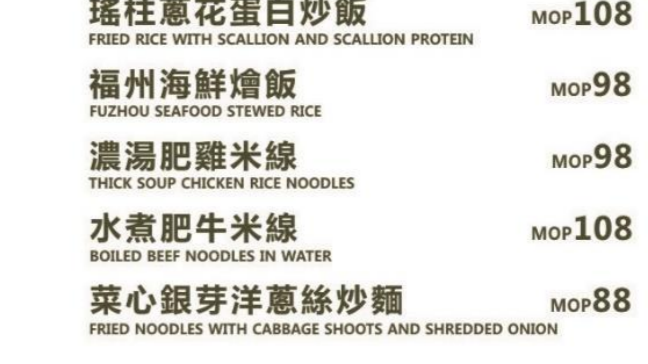 瑤柱蔥花蛋白炒飯 MOP108
FRIED RICE WITH SCALLION AND SCALLION PROTEIN
福州海鮮燴飯 MOP98
FUZHOU SEAFOOD STEWED RICE
濃湯肥雞米線 MOP98
THICK SOUP CHICKEN RICE NOODLES
水煮肥牛米線 MOP108
BOILED BEEF NOODLES IN WATER
菜心銀芽洋蔥絲炒麵 MOP88
FRIED NOODLES WITH CABBAGE SHOOTS AND SHREDDED ONION